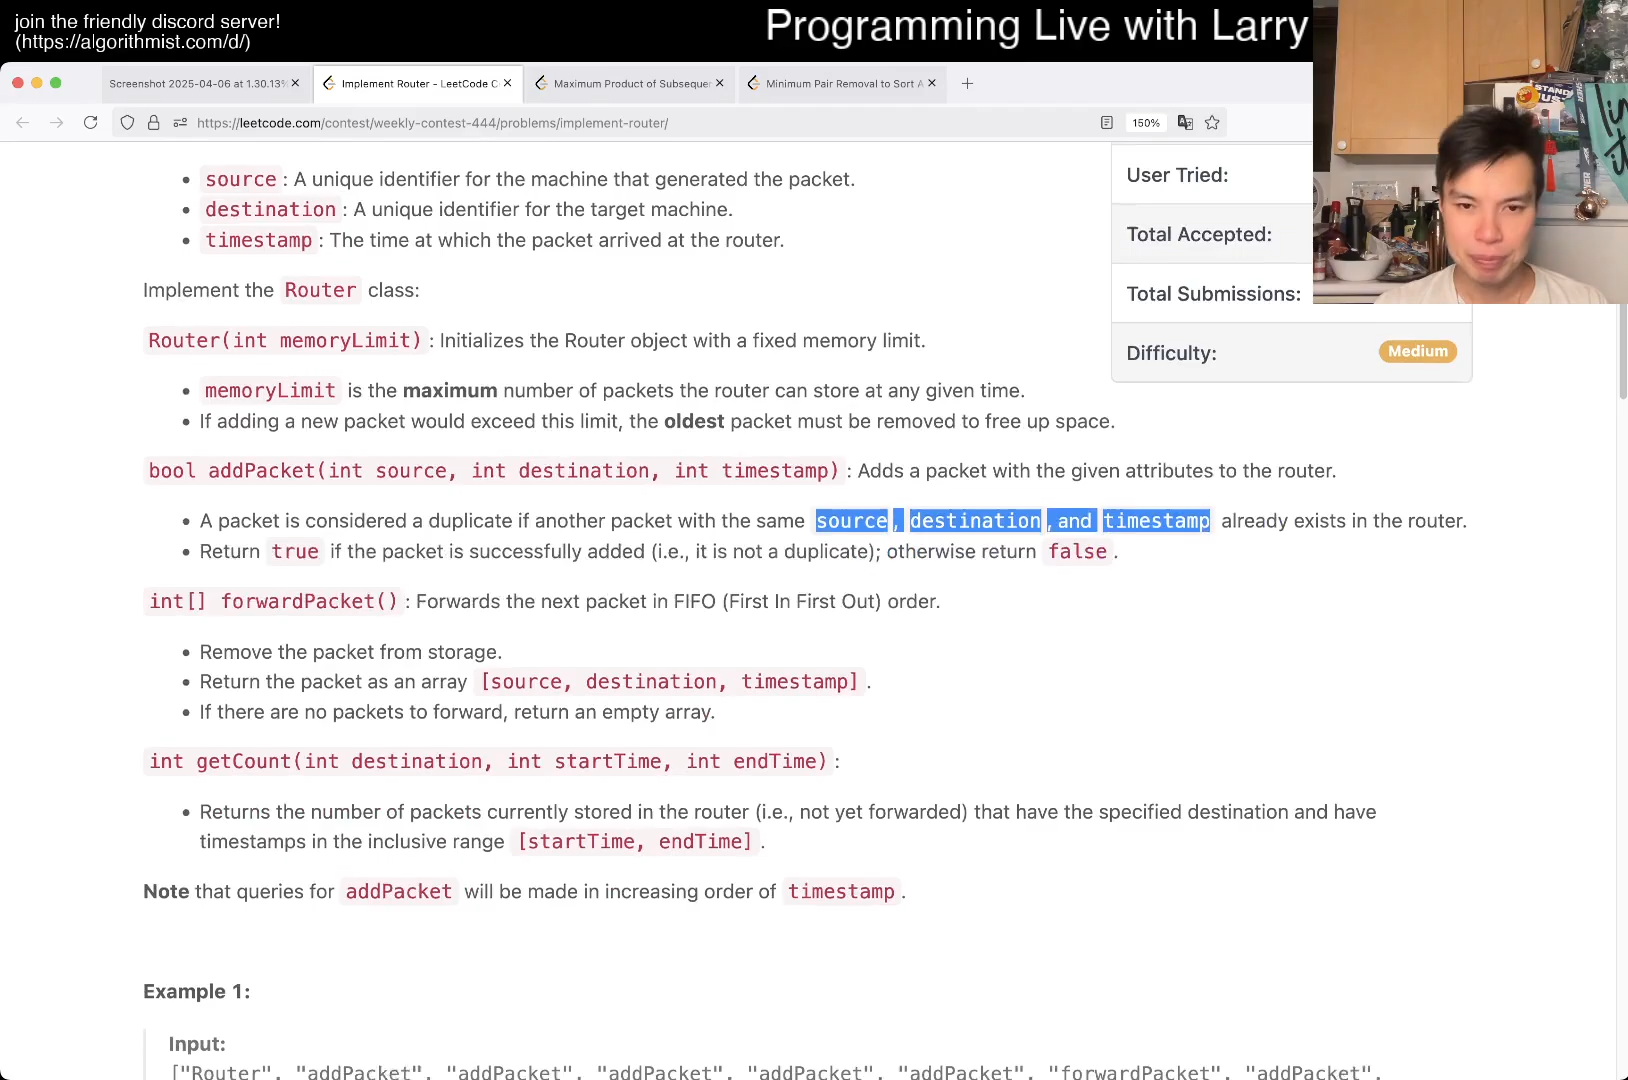 join the friendly discord server!
(https://algorithmist.com/d/)
Programming Live with Larry
Screenshot 2025-04-06 at 1.30.13
Implement Router - LeetCode C
Maximum Product of Subsequer
Minimum Pair Removal to Sort A
https://leetcode.com/contest/weekly-contest-444/problems/implement-router/
150%
source : A unique identifier for the machine that generated the packet.
destination : A unique identifier for the target machine.
timestamp : The time at which the packet arrived at the router.
User Tried:
Total Accepted:
Total Submissions:
Difficulty:
Medium
Implement the Router class:
Router(int memoryLimit) : Initializes the Router object with a fixed memory limit.
memoryLimit is the maximum number of packets the router can store at any given time.
If adding a new packet would exceed this limit, the oldest packet must be removed to free up space.
bool addPacket(int source, int destination, int timestamp) : Adds a packet with the given attributes to the router.
A packet is considered a duplicate if another packet with the same source, destination, and timestamp already exists in the router.
Return true if the packet is successfully added (i.e., it is not a duplicate); otherwise return false.
int[] forwardPacket() : Forwards the next packet in FIFO (First In First Out) order.
Remove the packet from storage.
Return the packet as an array [source, destination, timestamp].
If there are no packets to forward, return an empty array.
int getCount(int destination, int startTime, int endTime) :
Returns the number of packets currently stored in the router (i.e., not yet forwarded) that have the specified destination and have
timestamps in the inclusive range [startTime, endTime].
Note that queries for addPacket will be made in increasing order of timestamp.
Example 1:
Input:
["Router", "addPacket", "addPacket", "addPacket", "addPacket", "addPacket", "forwardPacket", "addPacket",
STAND